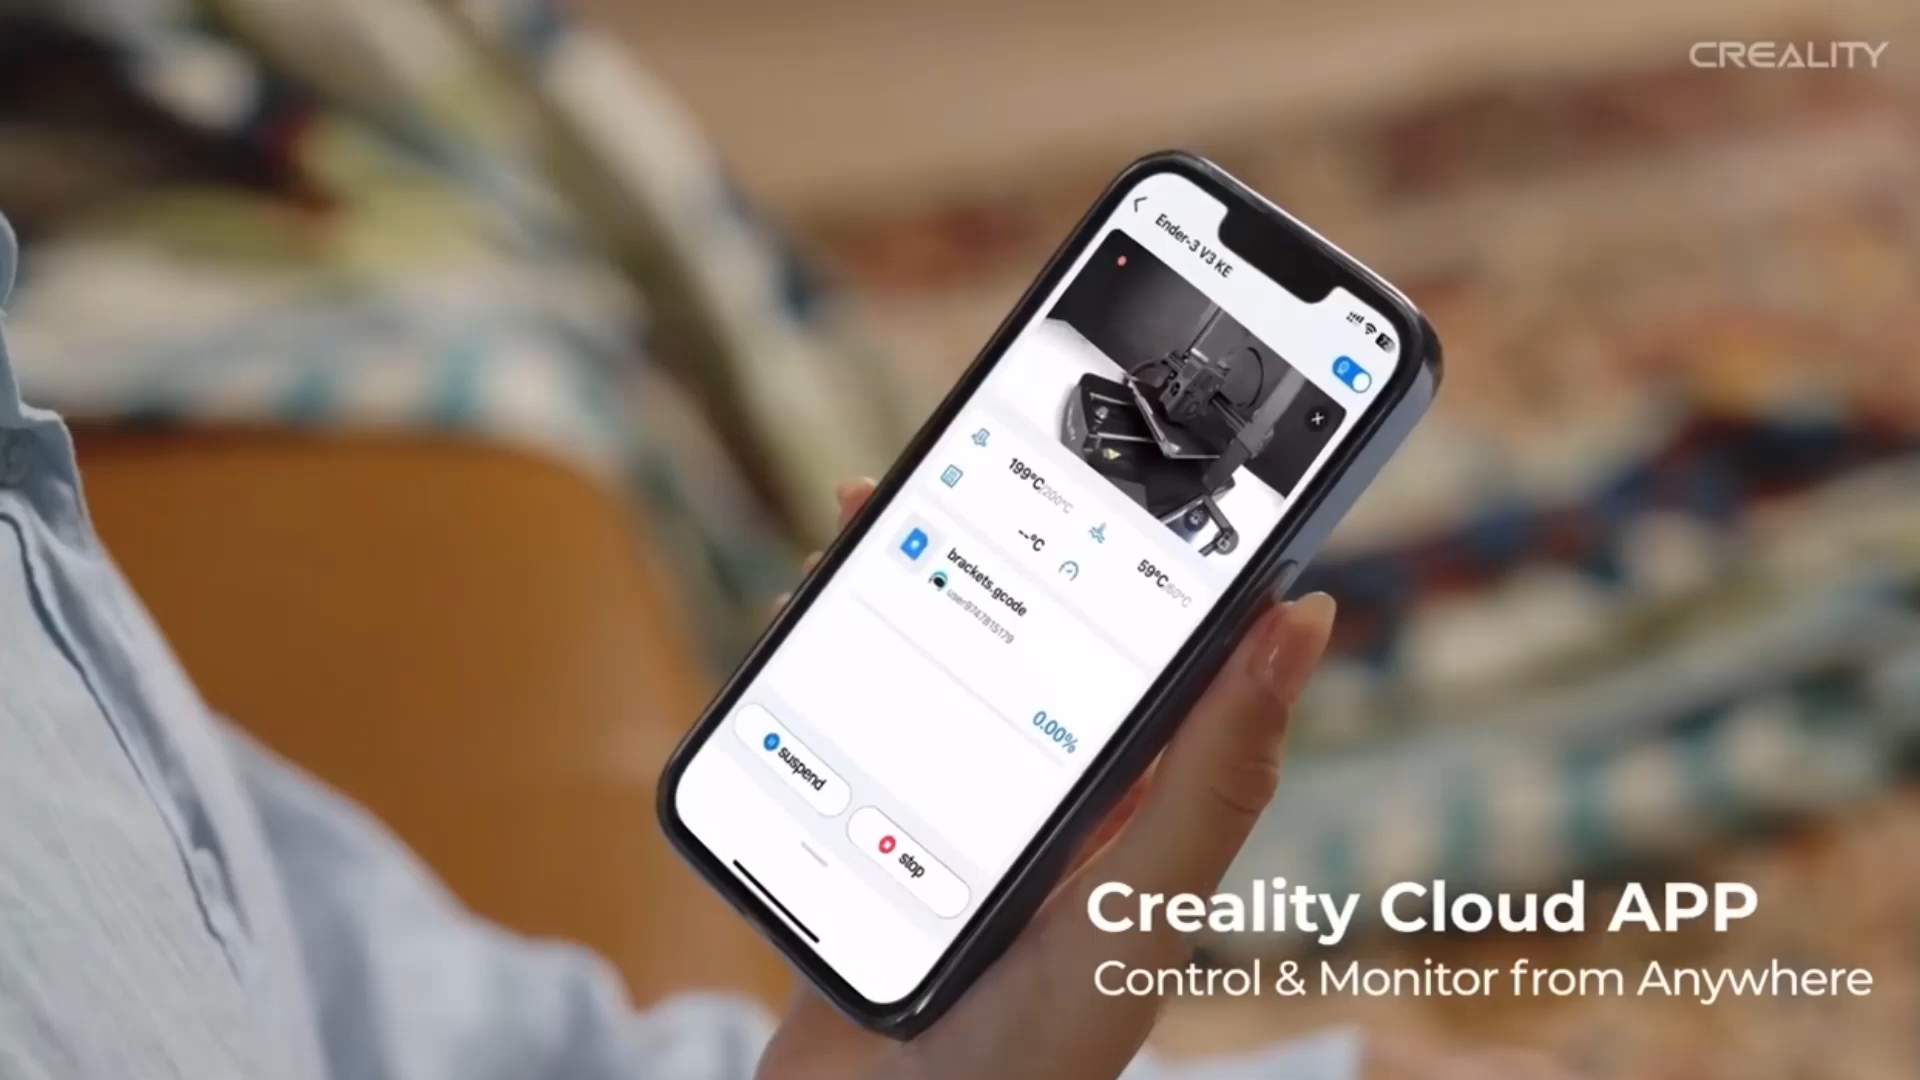 CREALITY
Ender-3 V3 KE
199°C/200°C
59°C/60°C
--°C
brackets.gcode
user9747815179
0.00%
suspend
stop
Creality Cloud APP
Control & Monitor from Anywhere